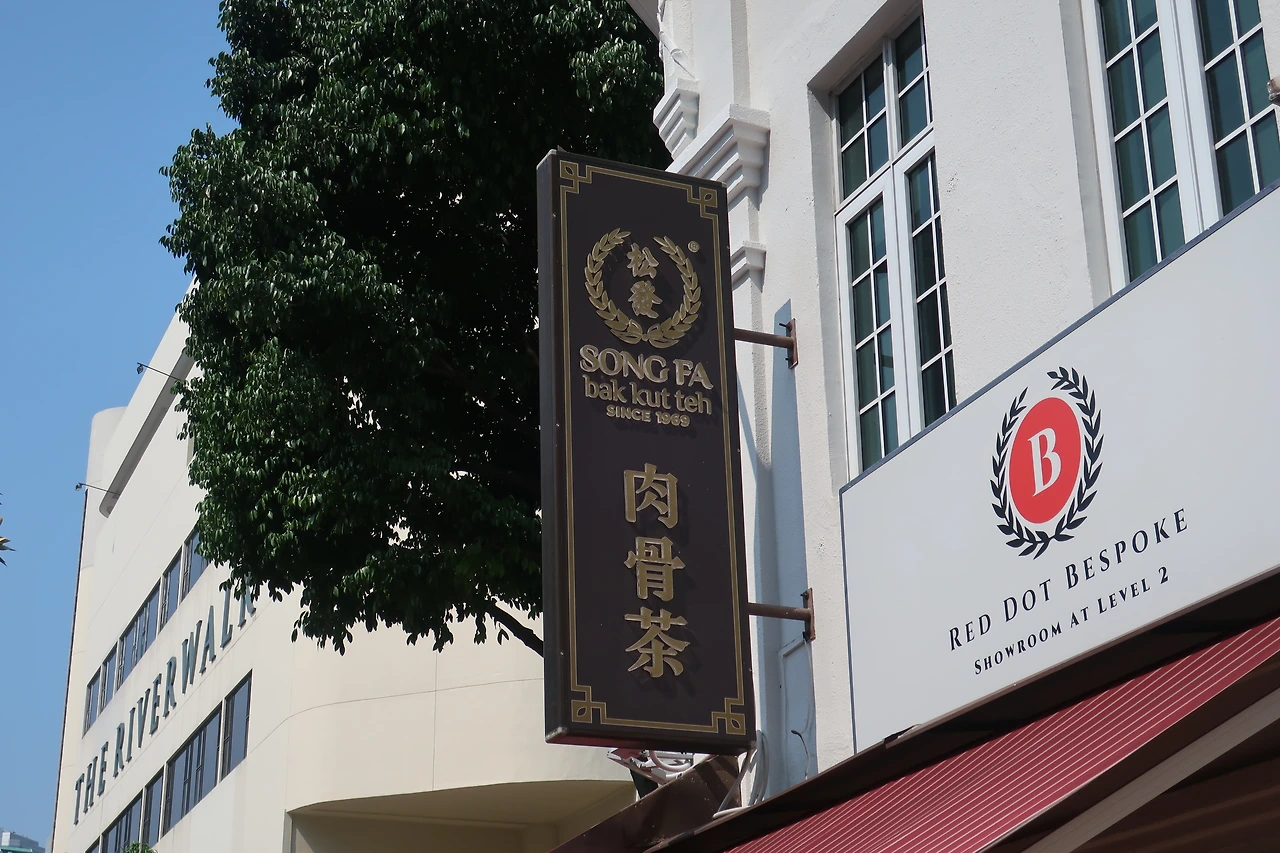 THE RIVERWALK
松
發
®
SONG FA
bak kut teh
SINCE 1969
肉
骨
茶
B
RED DOT BESPOKE
SHOWROOM AT LEVEL 2